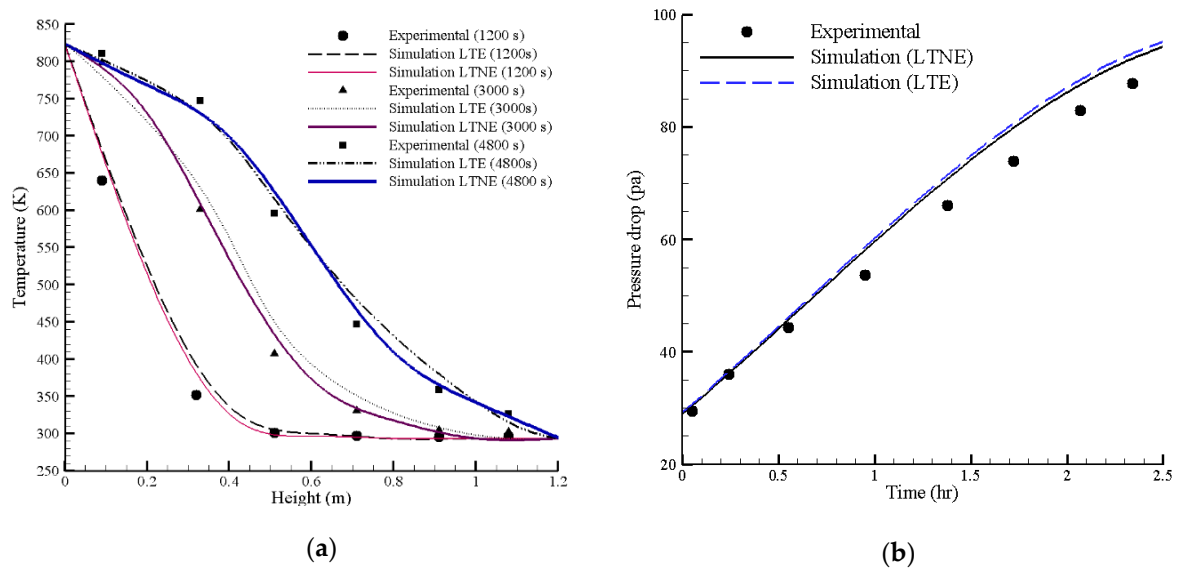 850
800
750
700
650
600
550
500
450
400
350
300
250
Temperature (K)
0
0.2
0.4
0.6
0.8
1
1.2
Height (m)
Experimental (1200 s)
Simulation LTE (1200s)
Simulation LTNE (1200 s)
Experimental (3000 s)
Simulation LTE (3000s)
Simulation LTNE (3000 s)
Experimental (4800 s)
Simulation LTE (4800s)
Simulation LTNE (4800 s)
(a)
100
80
60
40
20
Pressure drop (pa)
0
0.5
1
1.5
2
2.5
Time (hr)
Experimental
Simulation (LTNE)
Simulation (LTE)
(b)